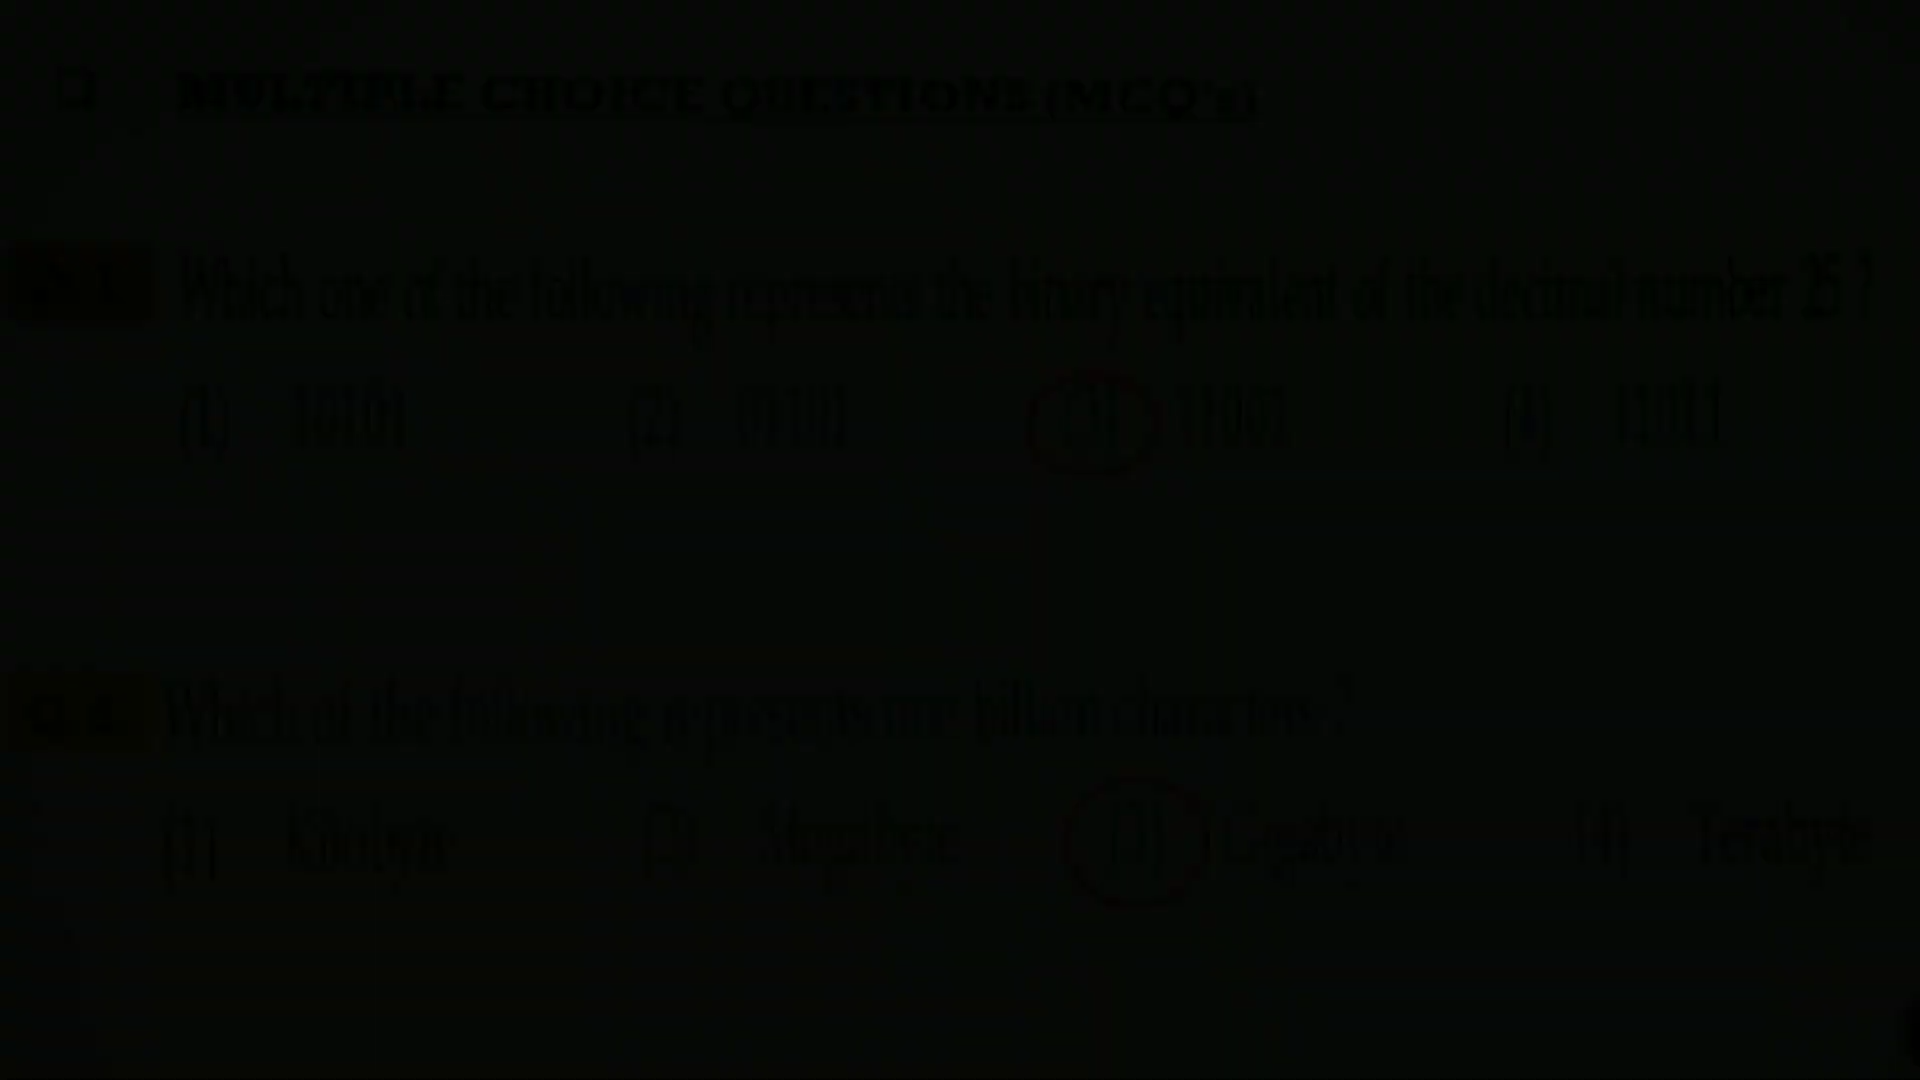 MULTIPLE CHOICE QUESTIONS (MCQ's)
Which one of the following represents the binary equivalent of the decimal number 25 ?
(1) 10101 (2) 01101 (3) 11001 (4) 11011
Which of the following represents one billion characters ?
(1) Kilobyte (2) Megabyte (3) Gigabyte (4) Terabyte